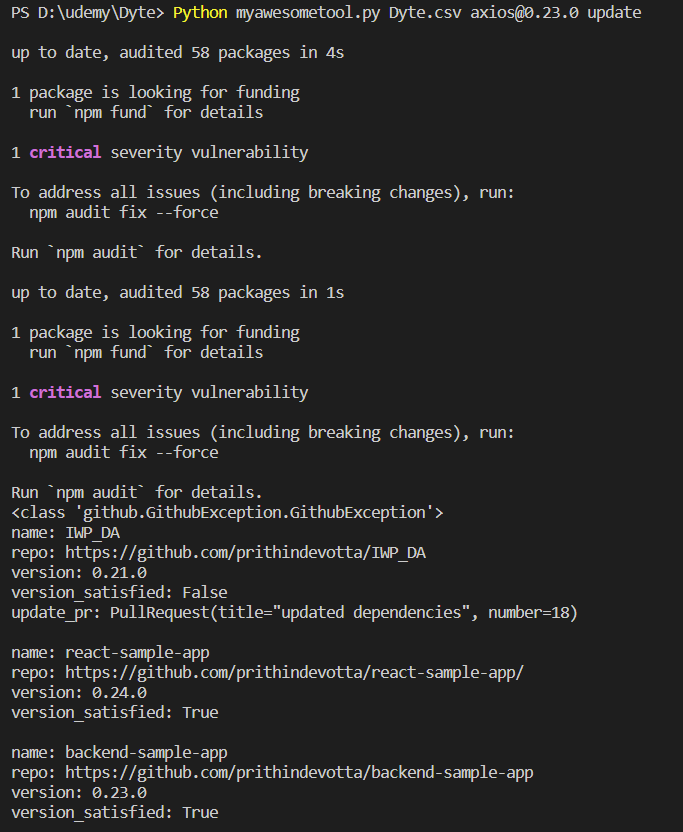 PS D:\udemy\Dyte> Python myawesometool.py Dyte.csv axios@0.23.0 update
up to date, audited 58 packages in 4s
1 package is looking for funding
run `npm fund` for details
1 critical severity vulnerability
To address all issues (including breaking changes), run:
npm audit fix --force
Run `npm audit` for details.
up to date, audited 58 packages in 1s
1 package is looking for funding
run `npm fund` for details
1 critical severity vulnerability
To address all issues (including breaking changes), run:
npm audit fix --force
Run `npm audit` for details.
<class 'github.GithubException.GithubException'>
name: IWP_DA
repo: https://github.com/prithindevotta/IWP_DA
version: 0.21.0
version_satisfied: False
update_pr: PullRequest(title="updated dependencies", number=18)
name: react-sample-app
repo: https://github.com/prithindevotta/react-sample-app/
version: 0.24.0
version_satisfied: True
name: backend-sample-app
repo: https://github.com/prithindevotta/backend-sample-app
version: 0.23.0
version_satisfied: True